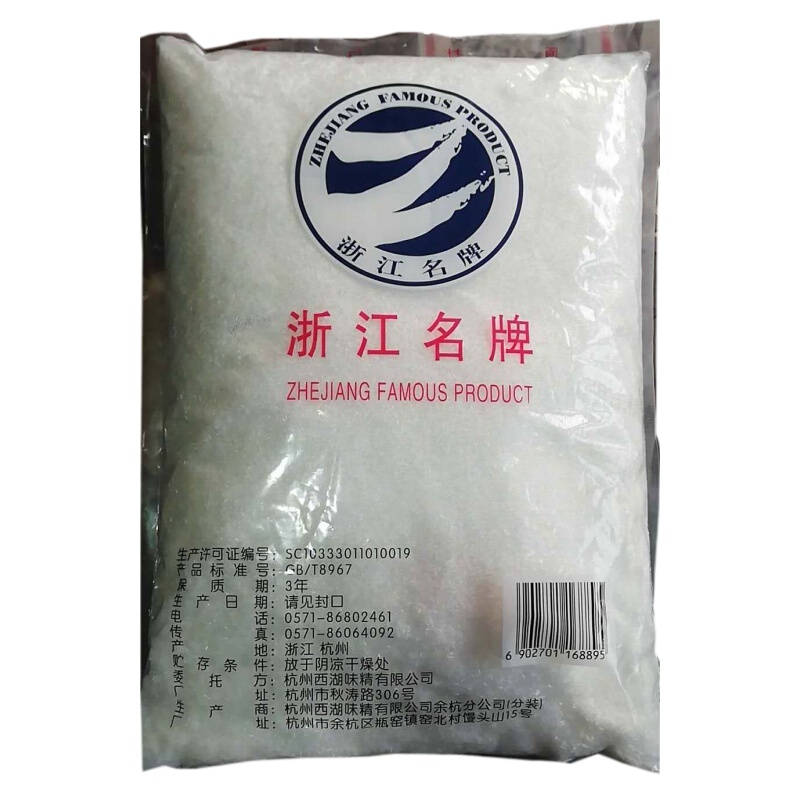 ZHEJIANG FAMOUS PRODUCT
浙江名牌
浙江名牌
ZHEJIANG FAMOUS PRODUCT
生产许可证编号：SC10333011010019
产品标准号：GB/T8967
保质期：3年
生产日期：请见封口
电话：0571-86802461
传真：0571-86064092
产地：浙江 杭州
贮存条件：放于阴凉干燥处
委托方：杭州西湖味精有限公司
厂址：杭州市秋涛路306号
生产商：杭州西湖味精有限公司余杭分公司(分装)
厂址：杭州市余杭区瓶窑镇窑北村馒头山15号
6 902701 168895